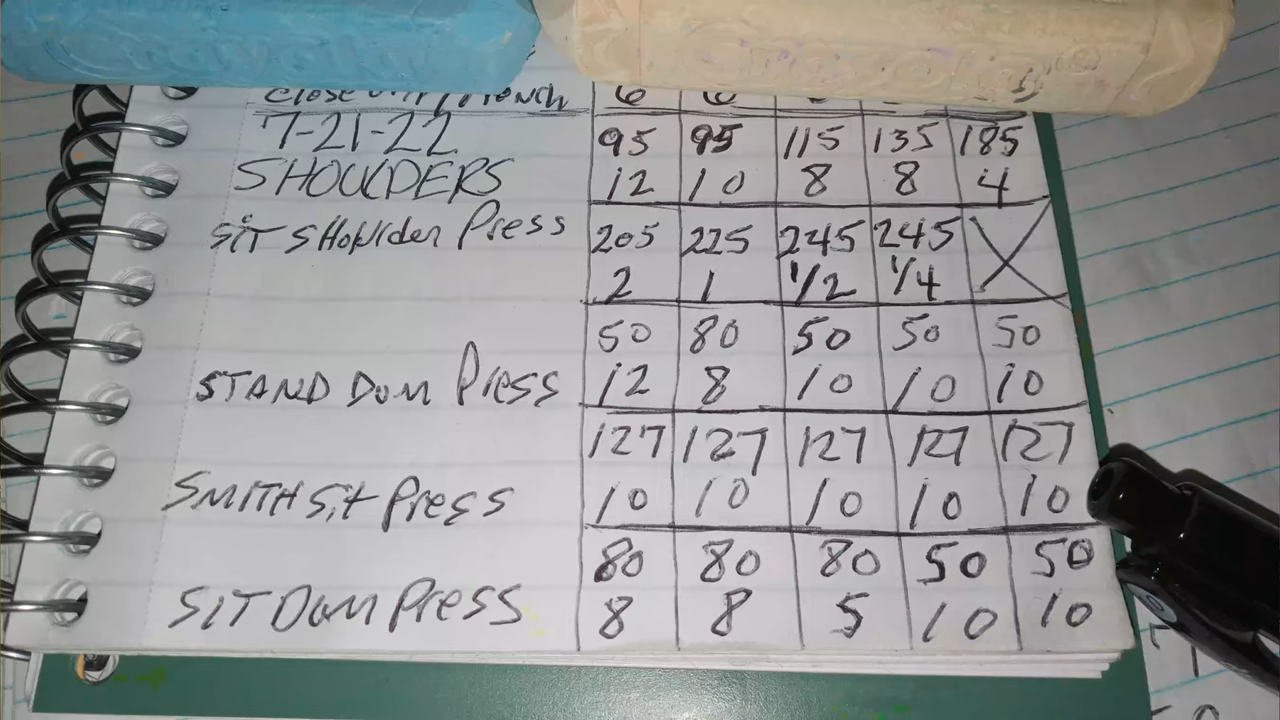 Close
7-21-22 95 95 115 135 185
SHOULDERS 12 10 8 8 4
SIT SHOUlder Press 205 225 245 245 X
2 1 1/2 1/4
50 80 50 50 50
STAND DUM Press 12 8 10 10 10
127 127 127 127 127
SMITH Sit Press 10 10 10 10 10
80 80 80 50 50
SIT Dum Press 8 8 5 10 10